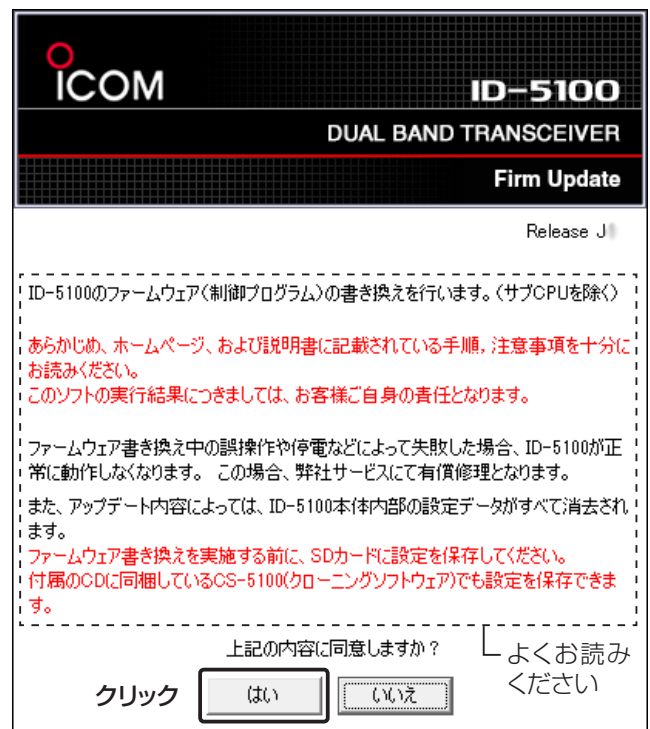 ICOM
ID-5100
DUAL BAND TRANSCEIVER
Firm Update
Release J
ID-5100のファームウェア(制御プログラム)の書き換えを行います。(サブCPUを除く)
あらかじめ、ホームページ、および説明書に記載されている手順,注意事項を十分に
お読みください。
このソフトの実行結果につきましては、お客様ご自身の責任となります。
ファームウェア書き換え中の誤操作や停電などによって失敗した場合、ID-5100が正
常に動作しなくなります。 この場合、弊社サービスにて有償修理となります。
また、アップデート内容によっては、ID-5100本体内部の設定データがすべて消去され
ます。
ファームウェア書き換えを実施する前に、SDカードに設定を保存してください。
付属のCDに同梱しているCS-5100(クローニングソフトウェア)でも設定を保存できま
す。
上記の内容に同意しますか?
よくお読み
ください
クリック
はい
いいえ